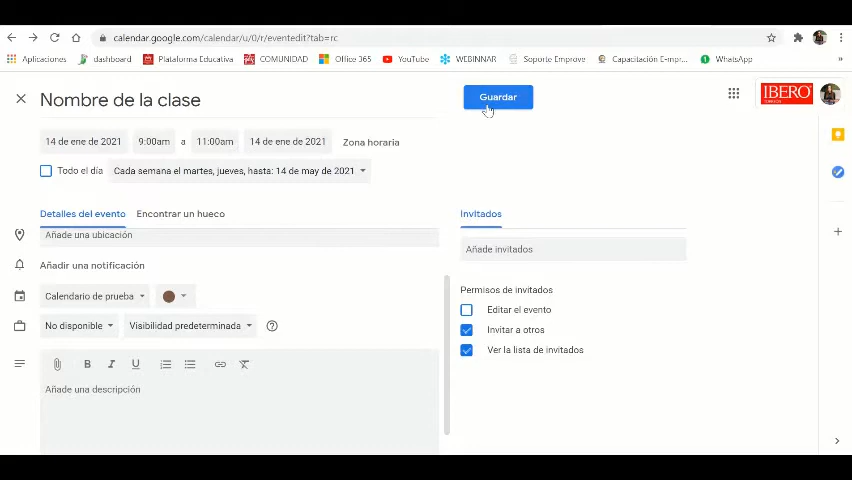 calendar.google.com/calendar/u/0/r/eventedit?tab=rc
Aplicaciones dashboard Plataforma Educativa COMUNIDAD Office 365 YouTube WEBINNAR Soporte Emprove Capacitación E-mpr... WhatsApp »
Nombre de la clase Guardar IBERO
14 de ene de 2021 9:00am a 11:00am 14 de ene de 2021 Zona horaria
Todo el día Cada semana el martes, jueves, hasta: 14 de may de 2021
Detalles del evento Encontrar un hueco Invitados
Añade una ubicación Añade invitados
Añadir una notificación
Permisos de invitados
Calendario de prueba
Editar el evento
No disponible Visibilidad predeterminada Invitar a otros
Ver la lista de invitados
B I U
Añade una descripción